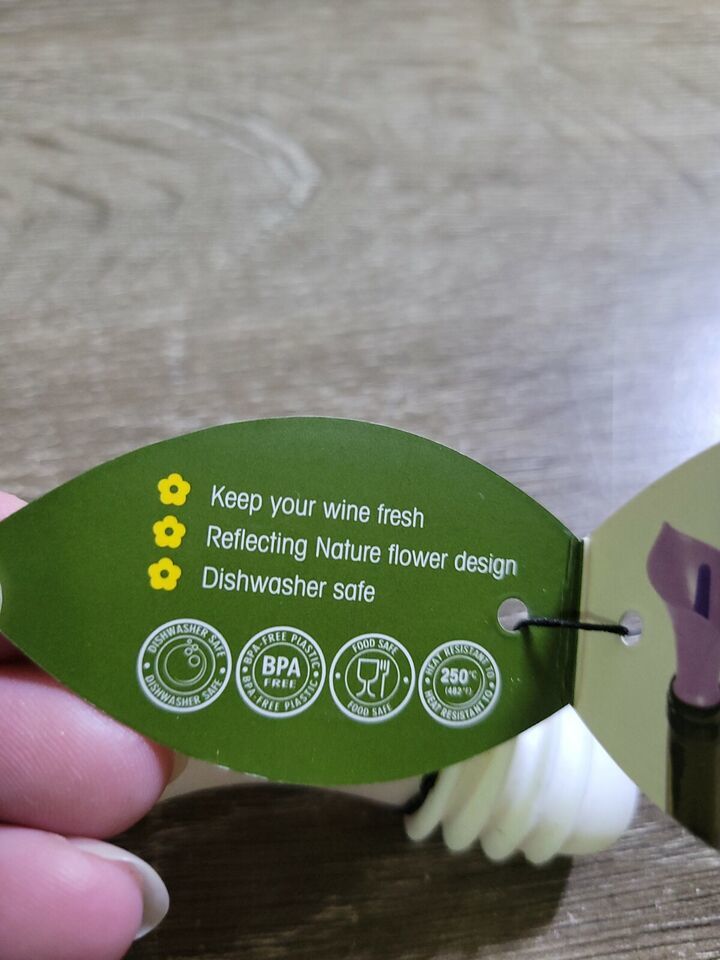 Keep your wine fresh
Reflecting Nature flower design
Dishwasher safe
DISHWASHER SAFE
DISHWASHER SAFE
BPA-FREE PLASTIC
BPA
FREE
BPA-FREE PLASTIC
FOOD SAFE
FOOD SAFE
HEAT RESISTANT TO
250°C
(482°F)
HEAT RESISTANT TO